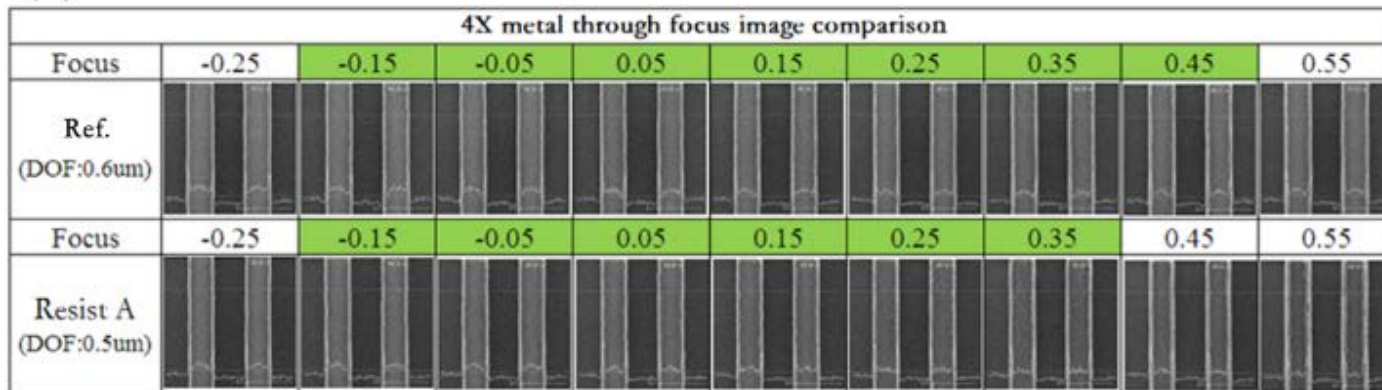 4X metal through focus image comparison
Focus -0.25 -0.15 -0.05 0.05 0.15 0.25 0.35 0.45 0.55
Ref.
(DOF:0.6um)
Focus -0.25 -0.15 -0.05 0.05 0.15 0.25 0.35 0.45 0.55
Resist A
(DOF:0.5um)